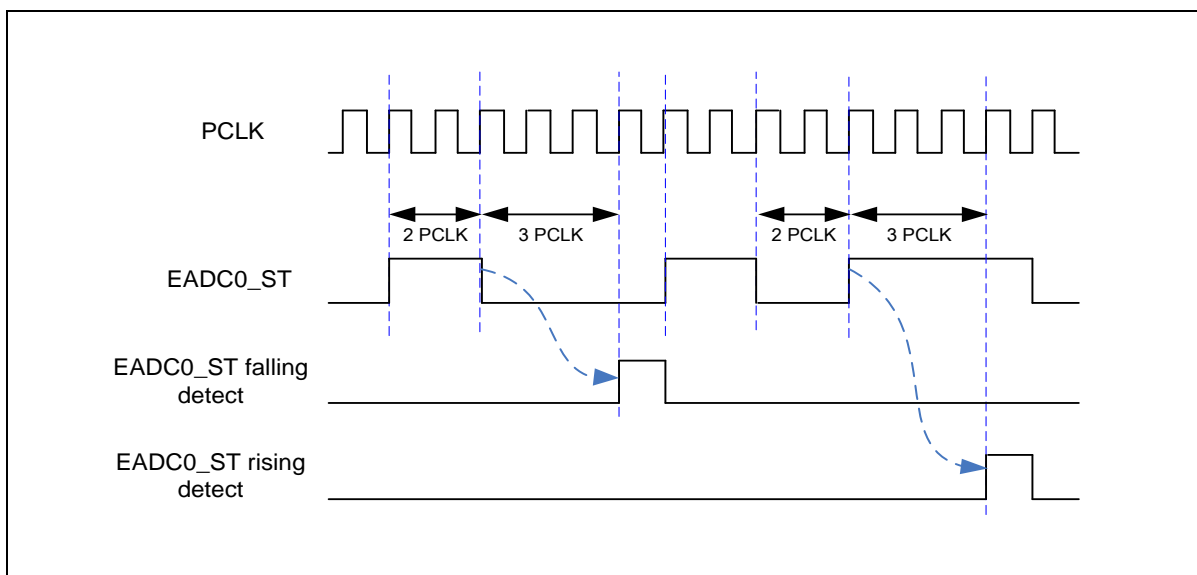 PCLK
2 PCLK
3 PCLK
2 PCLK
3 PCLK
EADC0_ST
EADC0_ST falling
detect
EADC0_ST rising
detect